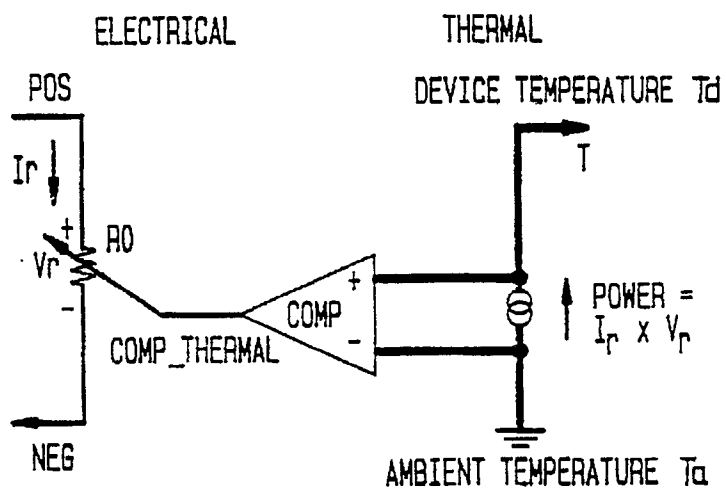 ELECTRICAL THERMAL
POS
DEVICE TEMPERATURE Td
T
Ir
+
R0
Vr
-
+
COMP
-
COMP_THERMAL
POWER =
Ir x Vr
NEG
AMBIENT TEMPERATURE Ta